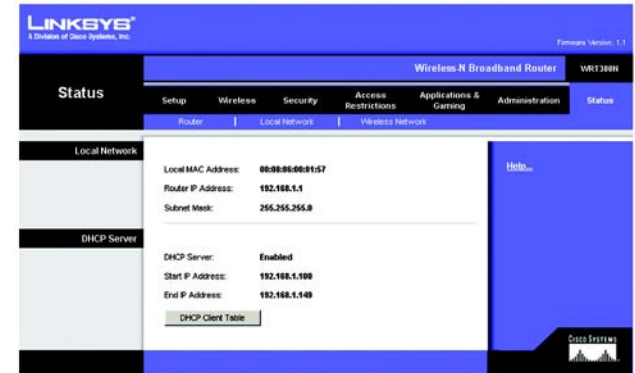 LINKSYS®
A Division of Cisco Systems, Inc.
Firmware Version: 1.1
Wireless-N Broadband Router WRT300N
Status
Setup Wireless Security Access Restrictions Applications & Gaming Administration Status
Router | Local Network | Wireless Network
Local Network
Local MAC Address: 00:08:06:00:01:57
Router IP Address: 192.168.1.1
Subnet Mask: 255.255.255.0
Help...
DHCP Server
DHCP Server: Enabled
Start IP Address: 192.168.1.100
End IP Address: 192.168.1.149
DHCP Client Table
CISCO SYSTEMS